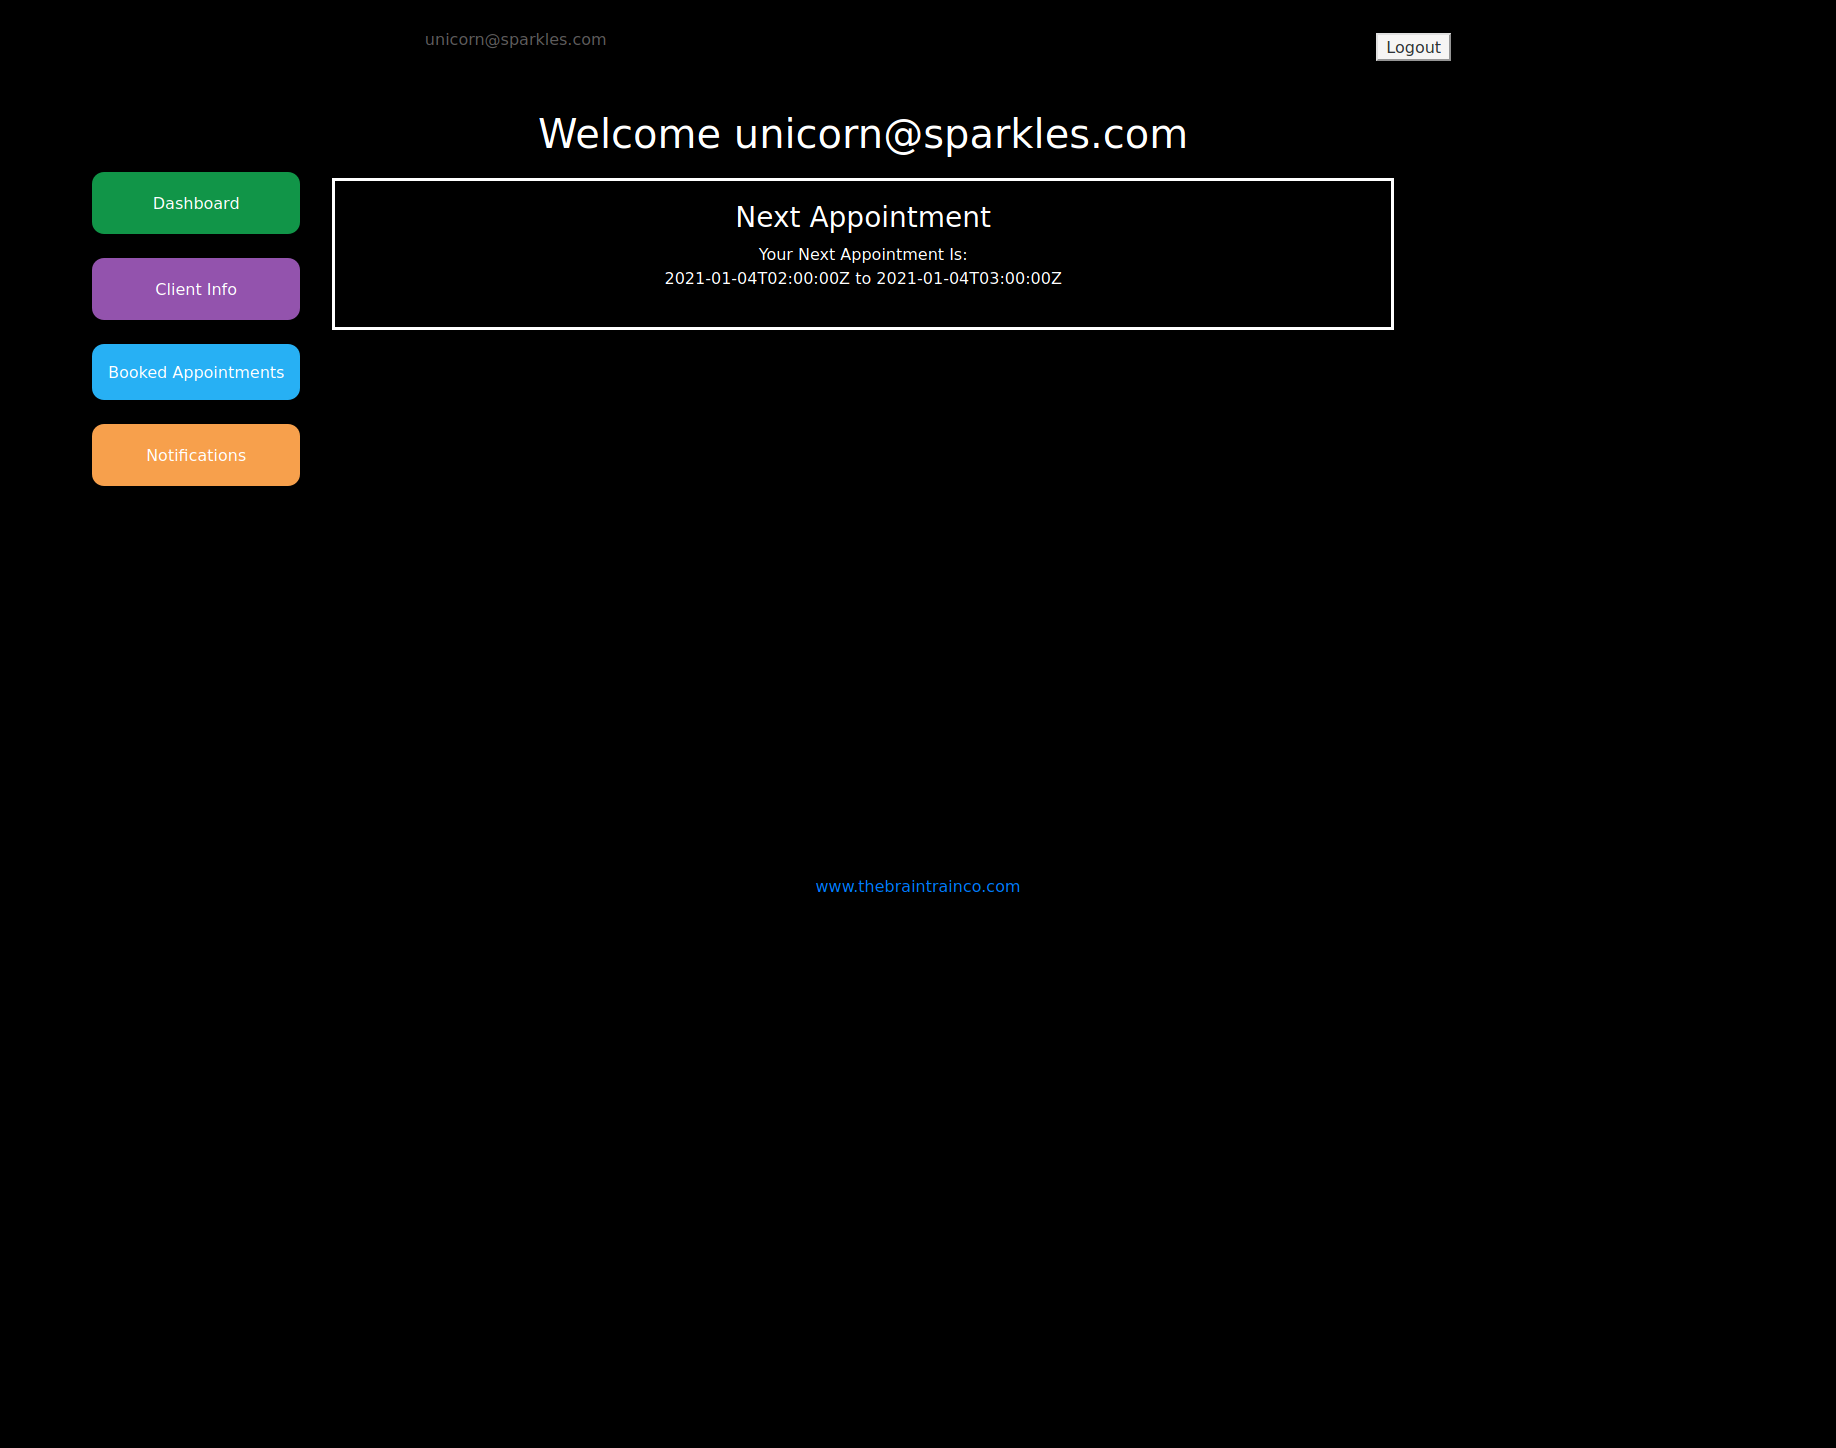 unicorn@sparkles.com
Logout
Welcome unicorn@sparkles.com
Dashboard
Client Info
Booked Appointments
Notifications
Next Appointment
Your Next Appointment Is:
2021-01-04T02:00:00Z to 2021-01-04T03:00:00Z
www.thebraintrainco.com